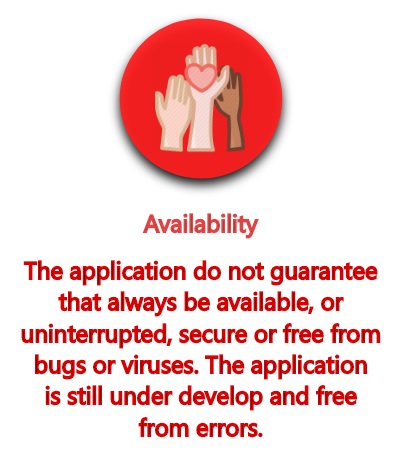 Availability
The application do not guarantee
that always be available, or
uninterrupted, secure or free from
bugs or viruses. The application
is still under develop and free
from errors.